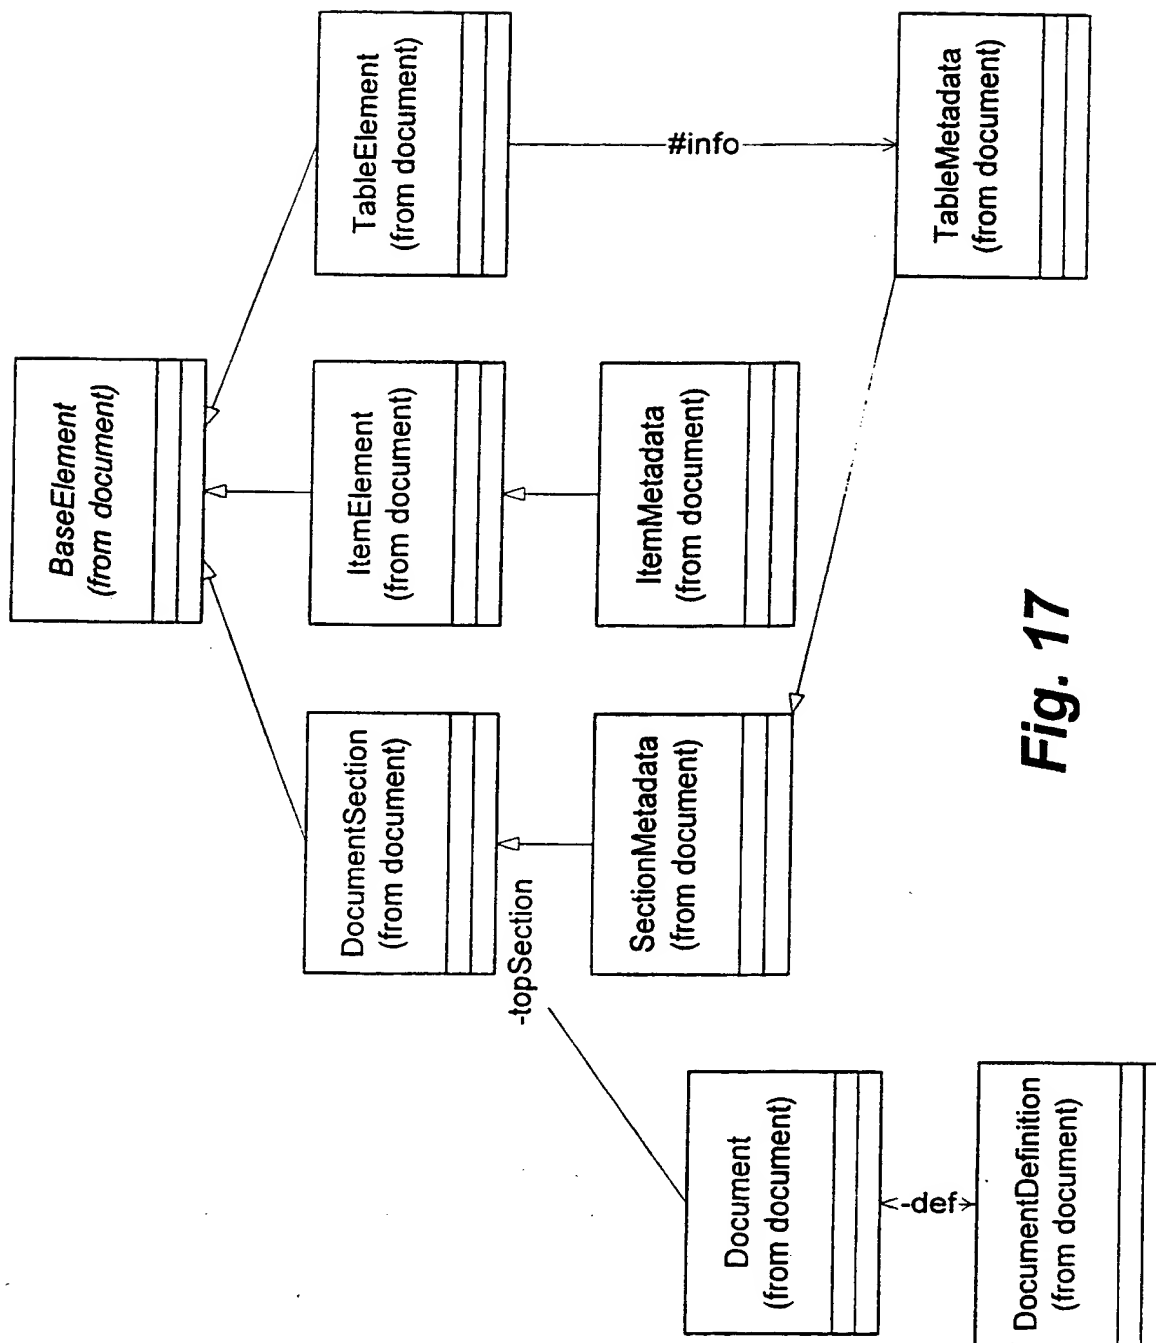 BaseElement
(from document)
DocumentSection
(from document)
ItemElement
(from document)
TableElement
(from document)
-topSection
#info
SectionMetadata
(from document)
ItemMetadata
(from document)
TableMetadata
(from document)
Document
(from document)
-def
DocumentDefinition
(from document)
Fig. 17